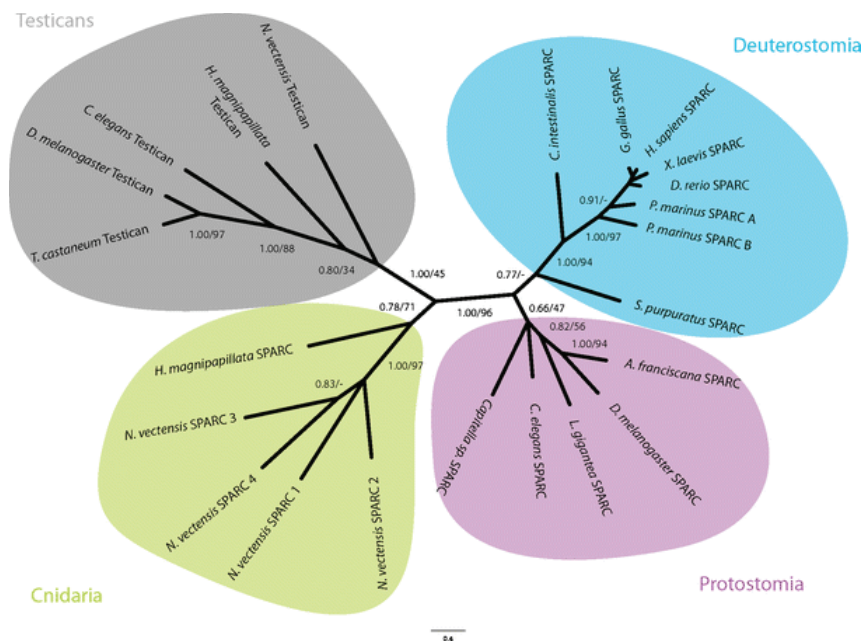 Testicans
N. vectensis Testican
H. magnipapillata
Testican
C. elegans Testican
D. melanogaster Testican
T. castaneum Testican
1.00/97
1.00/88
0.80/34
1.00/45
Deuterostomia
C. intestinalis SPARC
G. gallus SPARC
H. sapiens SPARC
X. laevis SPARC
D. rerio SPARC
P. marinus SPARC A
P. marinus SPARC B
S. purpuratus SPARC
0.91/-
1.00/97
1.00/94
0.77/-
1.00/96
0.78/71
0.66/47
0.82/56
1.00/94
H. magnipapillata SPARC
1.00/97
0.83/-
N. vectensis SPARC 3
N. vectensis SPARC 4
N. vectensis SPARC 1
N. vectensis SPARC 2
Cnidaria
A. franciscana SPARC
D. melanogaster SPARC
L. gigantea SPARC
C. elegans SPARC
Capitella sp. SPARC
Protostomia